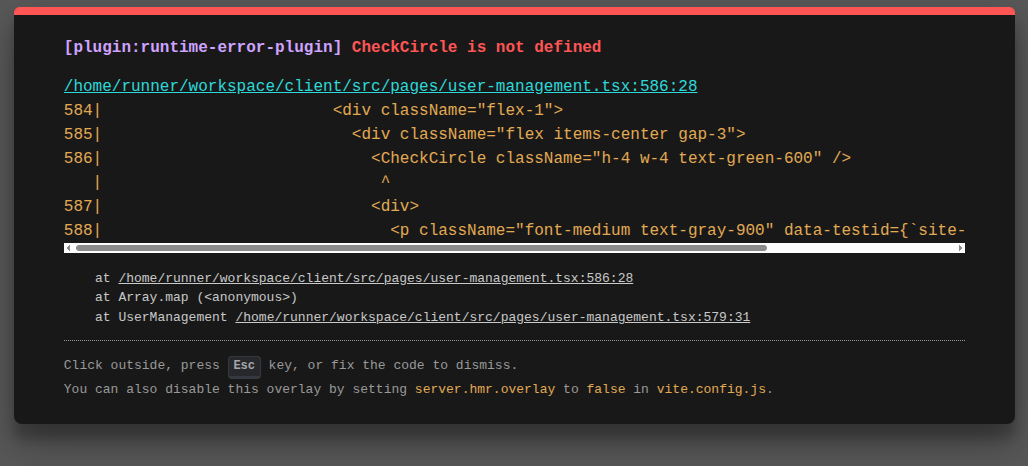 [plugin:runtime-error-plugin] CheckCircle is not defined
/home/runner/workspace/client/src/pages/user-management.tsx:586:28
584|                        <div className="flex-1">
585|                          <div className="flex items-center gap-3">
586|                            <CheckCircle className="h-4 w-4 text-green-600" />
   |                             ^
587|                            <div>
588|                              <p className="font-medium text-gray-900" data-testid={`site-
at /home/runner/workspace/client/src/pages/user-management.tsx:586:28
at Array.map (<anonymous>)
at UserManagement /home/runner/workspace/client/src/pages/user-management.tsx:579:31
Click outside, press Esc key, or fix the code to dismiss.
You can also disable this overlay by setting server.hmr.overlay to false in vite.config.js.